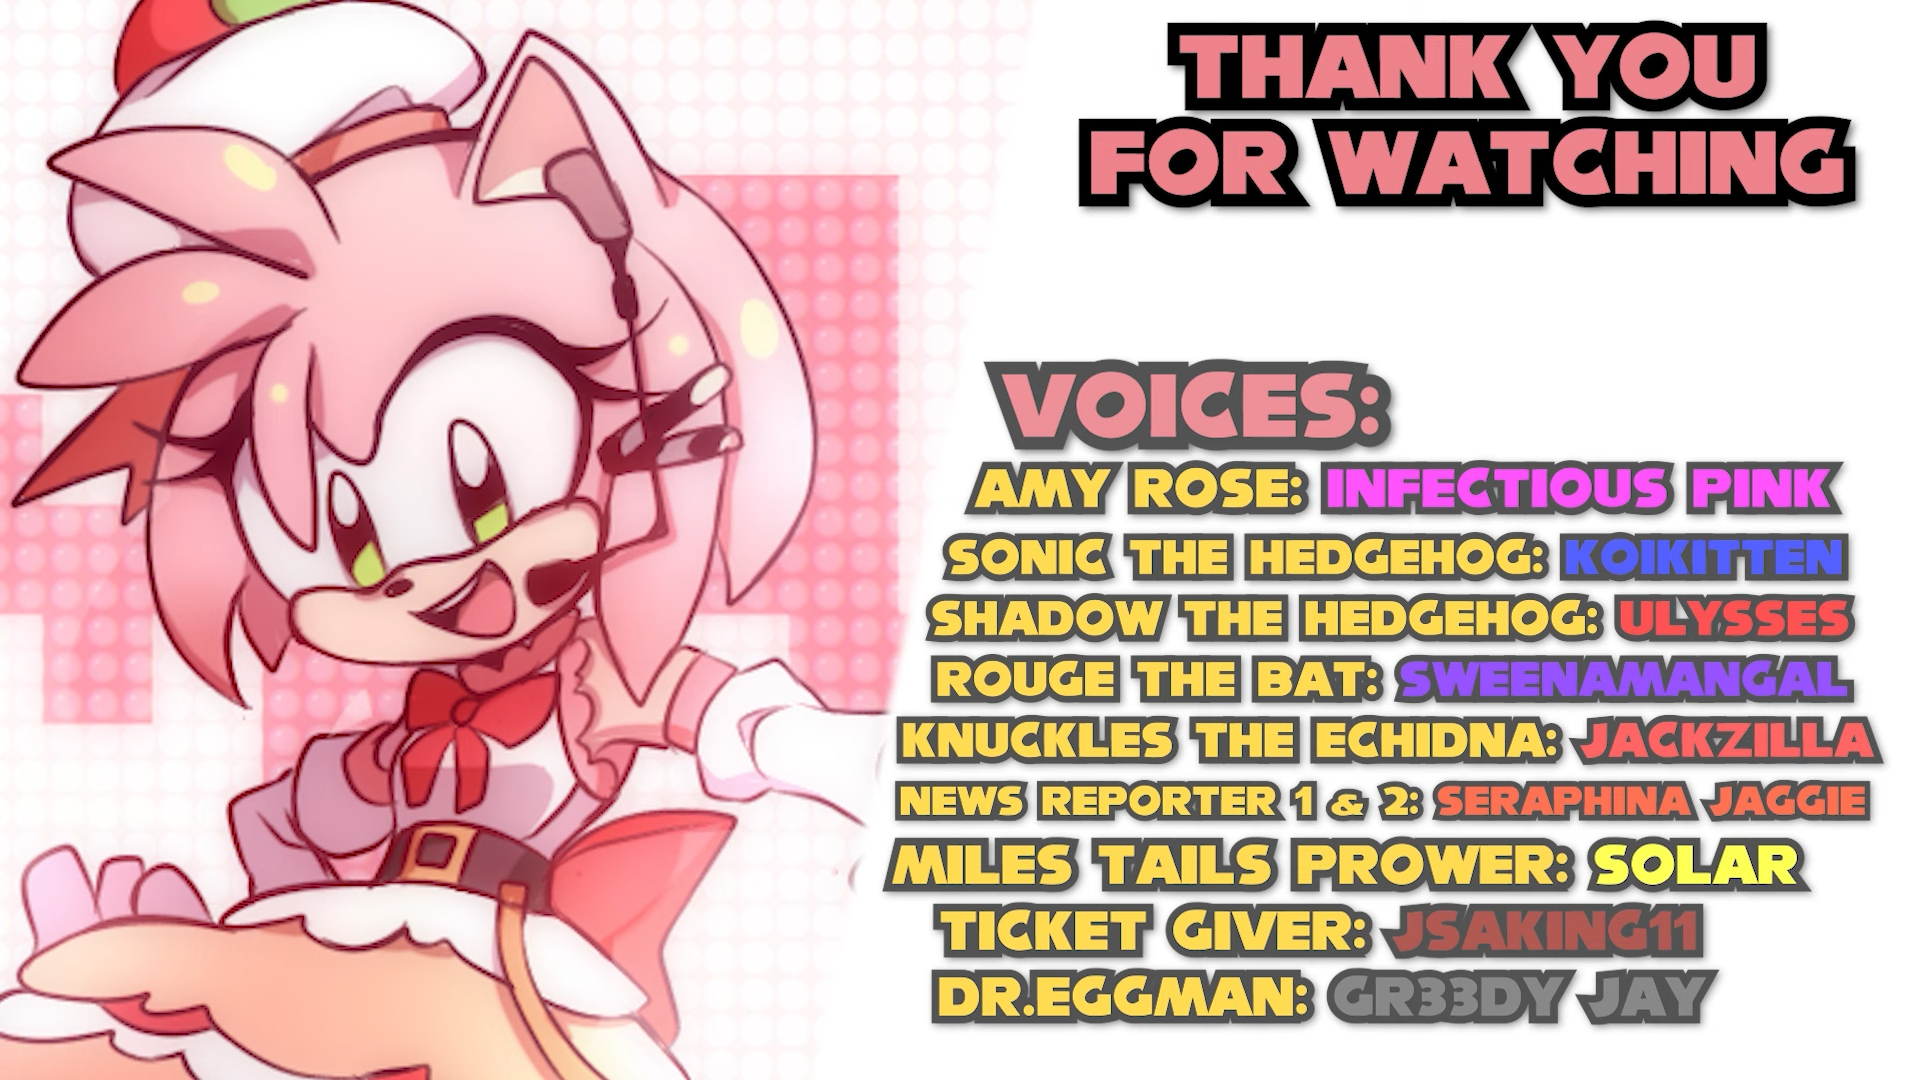 THANK YOU
FOR WATCHING
VOICES:
AMY ROSE: INFECTIOUS PINK
SONIC THE HEDGEHOG: KOIKITTEN
SHADOW THE HEDGEHOG: ULYSSES
ROUGE THE BAT: SWEENAMANGAL
KNUCKLES THE ECHIDNA: JACKZILLA
NEWS REPORTER 1 & 2: SERAPHINA JAGGIE
MILES TAILS PROWER: SOLAR
TICKET GIVER: JSAKING11
DR.EGGMAN: GR33DY JAY